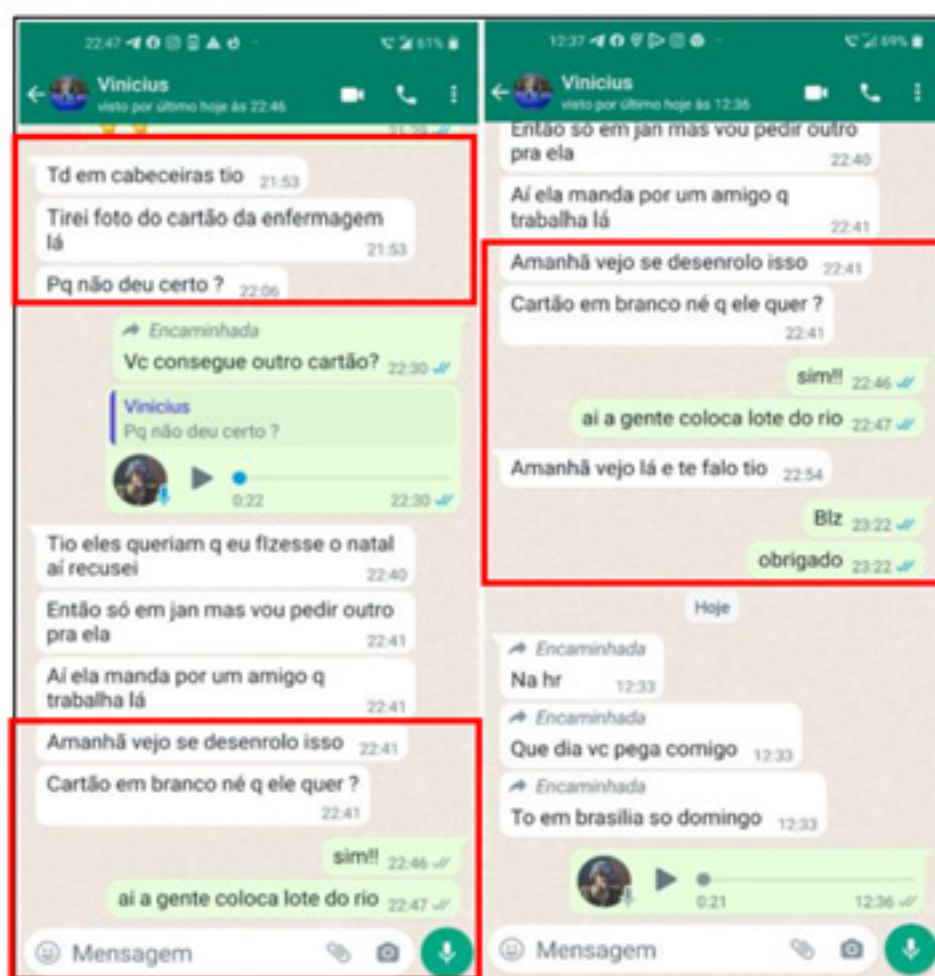 22:47
61%
Vinicius
visto por último hoje às 22:46
21:29
Td em cabeceiras tio 21:53
Tirei foto do cartão da enfermagem
lá 21:53
Pq não deu certo ? 22:06
Encaminhada
Vc consegue outro cartão? 22:30
Vinicius
Pq não deu certo ?
0:22 22:30
Tio eles queriam q eu fizesse o natal
aí recusei 22:40
Então só em jan mas vou pedir outro
pra ela 22:41
Aí ela manda por um amigo q
trabalha lá 22:41
Amanhã vejo se desenrolo isso 22:41
Cartão em branco né q ele quer ?
22:41
sim!! 22:46
ai a gente coloca lote do rio 22:47
Mensagem
12:37
69%
Vinicius
visto por último hoje às 12:36
Então só em jan mas vou pedir outro
pra ela 22:40
Aí ela manda por um amigo q
trabalha lá 22:41
Amanhã vejo se desenrolo isso 22:41
Cartão em branco né q ele quer ?
22:41
sim!! 22:46
ai a gente coloca lote do rio 22:47
Amanhã vejo lá e te falo tio 22:54
Blz 23:22
obrigado 23:22
Hoje
Encaminhada
Na hr 12:33
Encaminhada
Que dia vc pega comigo 12:33
Encaminhada
To em brasilia so domingo 12:33
0:21 12:36
Mensagem